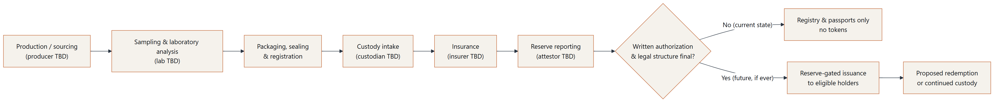 Production / sourcing
(producer TBD)
Sampling & laboratory
analysis
(lab TBD)
Packaging, sealing
& registration
Custody intake
(custodian TBD)
Insurance
(insurer TBD)
Reserve reporting
(attestor TBD)
Written authorization
& legal structure final?
No (current state)
Registry & passports only
no tokens
Yes (future, if ever)
Reserve-gated issuance
to eligible holders
Proposed redemption
or continued custody